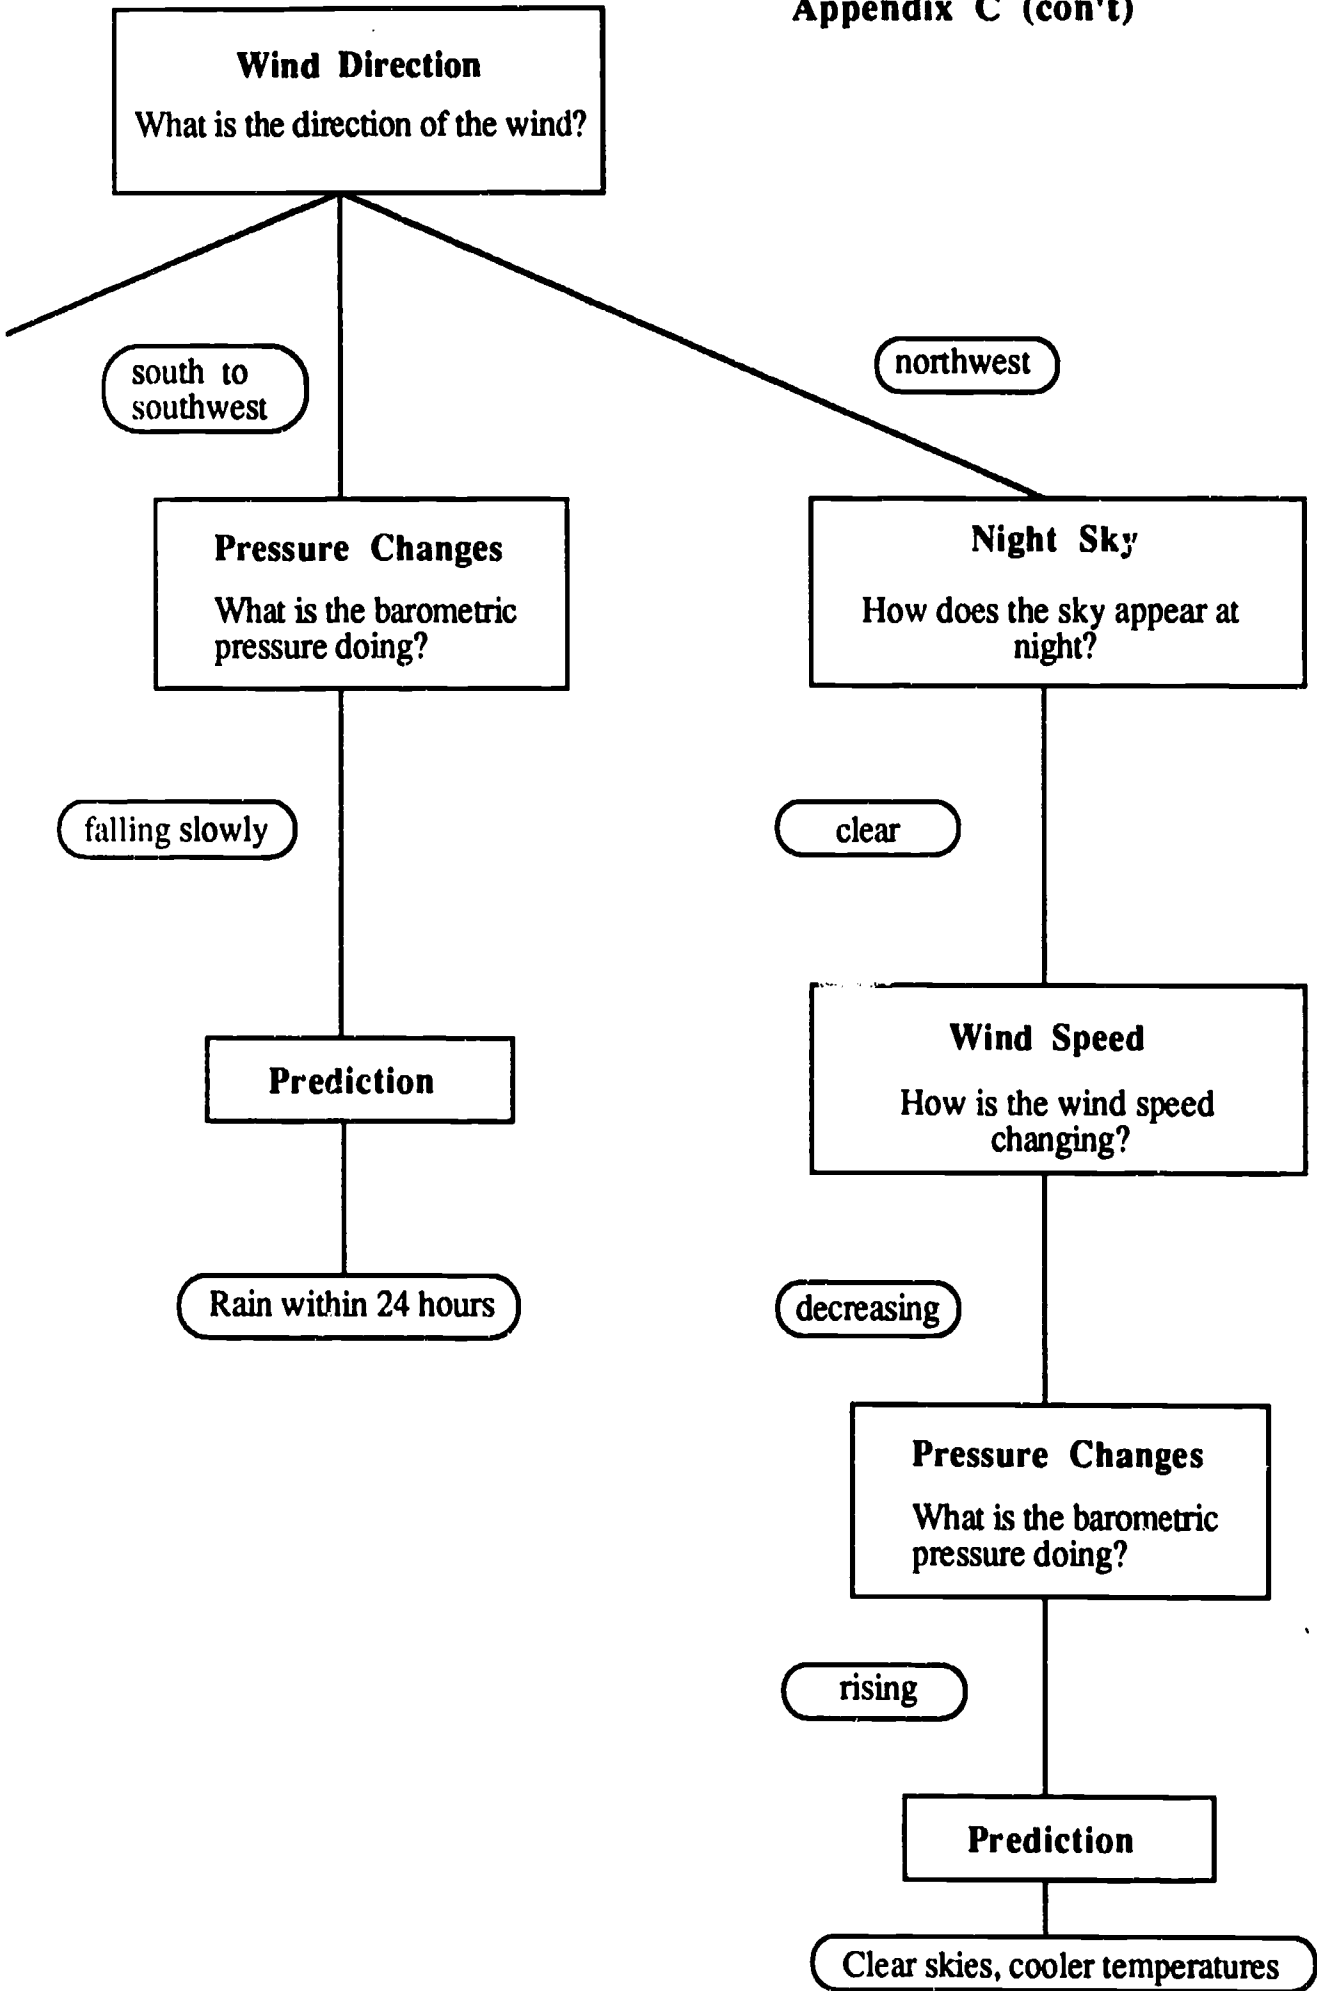 Appendix C (con't)
Wind Direction
What is the direction of the wind?
south to
southwest
northwest
Pressure Changes
What is the barometric
pressure doing?
Night Sky
How does the sky appear at
night?
falling slowly
clear
Wind Speed
How is the wind speed
changing?
Prediction
Rain within 24 hours
decreasing
Pressure Changes
What is the barometric
pressure doing?
rising
Prediction
Clear skies, cooler temperatures